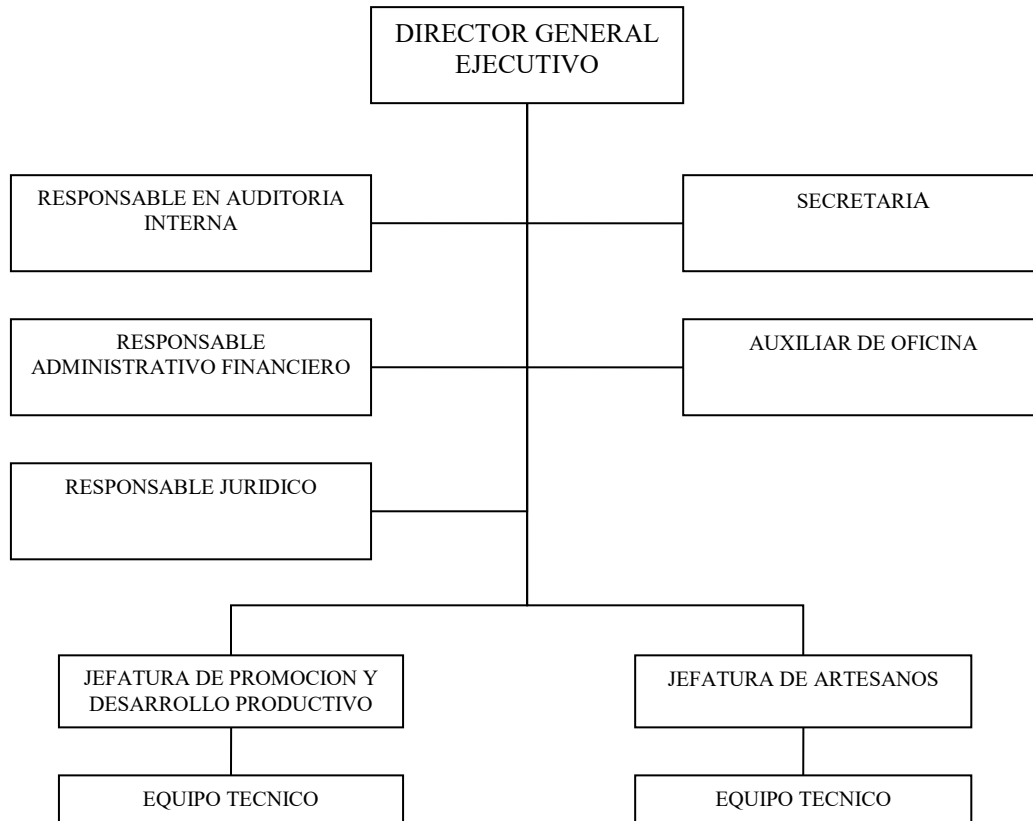 DIRECTOR GENERAL
EJECUTIVO
RESPONSABLE EN AUDITORIA
INTERNA
SECRETARIA
RESPONSABLE
ADMINISTRATIVO FINANCIERO
AUXILIAR DE OFICINA
RESPONSABLE JURIDICO
JEFATURA DE PROMOCION Y
DESARROLLO PRODUCTIVO
JEFATURA DE ARTESANOS
EQUIPO TECNICO
EQUIPO TECNICO